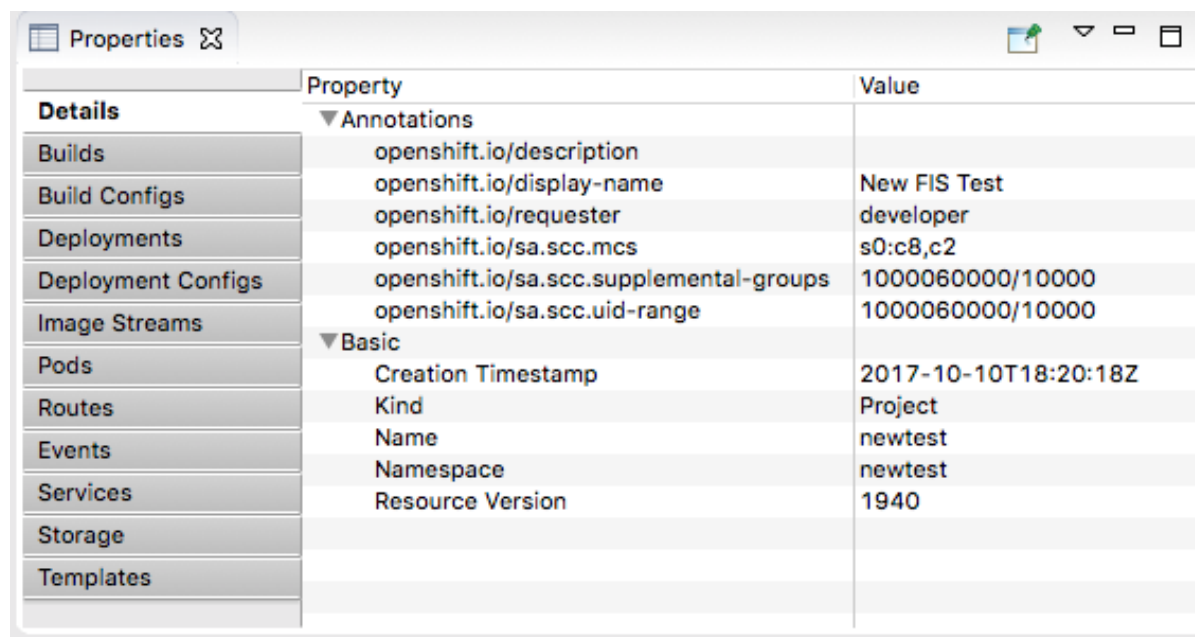 Properties
Property Value
Details
Builds
Build Configs
Deployments
Deployment Configs
Image Streams
Pods
Routes
Events
Services
Storage
Templates
Annotations
openshift.io/description
openshift.io/display-name New FIS Test
openshift.io/requester developer
openshift.io/sa.scc.mcs s0:c8,c2
openshift.io/sa.scc.supplemental-groups 1000060000/10000
openshift.io/sa.scc.uid-range 1000060000/10000
Basic
Creation Timestamp 2017-10-10T18:20:18Z
Kind Project
Name newtest
Namespace newtest
Resource Version 1940